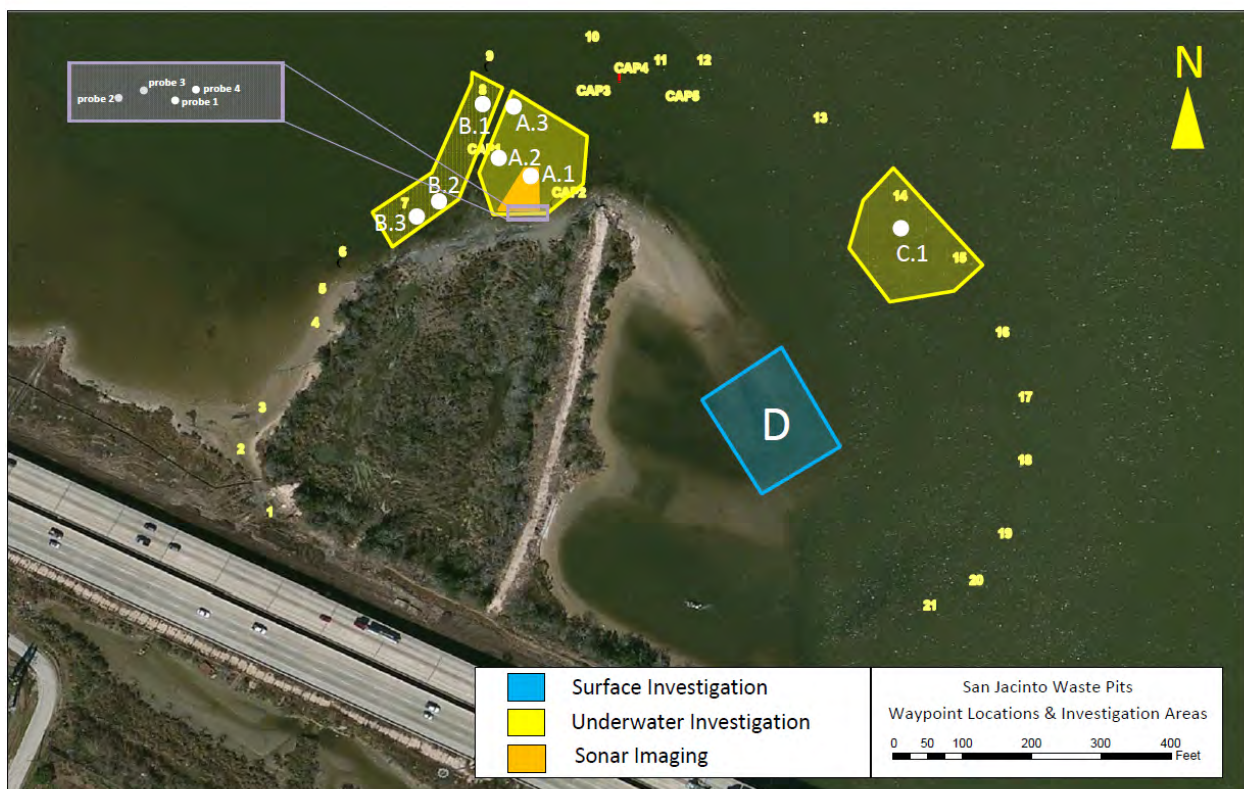 10
9
11
12
N
CAP4
CAP3
CAP5
probe 3
probe 4
probe 2
probe 1
8
B.1
A.3
13
CAP1
A.2
A.1
CAP2
14
B.2
7
B.3
C.1
15
6
5
4
16
3
17
D
2
18
1
19
20
21
Surface Investigation
Underwater Investigation
Sonar Imaging
San Jacinto Waste Pits
Waypoint Locations & Investigation Areas
0 50 100 200 300 400
Feet